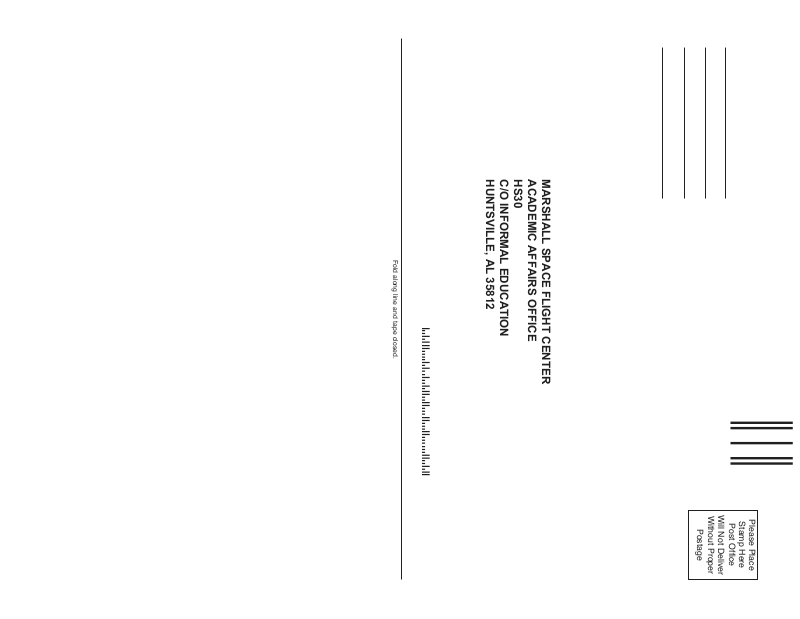 Please Place
Stamp Here
Post Office
Will Not Deliver
Without Proper
Postage
MARSHALL SPACE FLIGHT CENTER
ACADEMIC AFFAIRS OFFICE
HS30
C/O INFORMAL EDUCATION
HUNTSVILLE, AL 35812
Fold along line and tape closed.